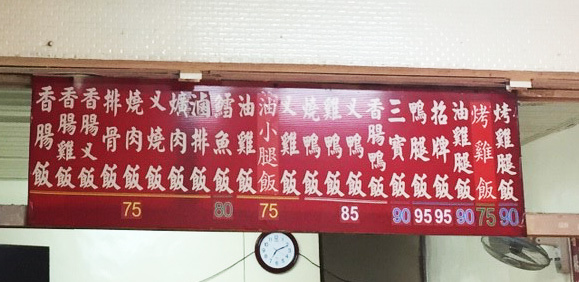 香腸飯
香腸雞飯
香腸叉飯
排骨飯
燒肉飯
叉燒飯
爌肉飯
滷排飯
鱈魚飯
油雞飯
油小腿飯
叉雞飯
燒鴨飯
雞鴨飯
叉鴨飯
香腸鴨飯
三寶飯
鴨腿飯
招牌飯
油雞腿飯
烤雞飯
烤雞腿飯
75 80 75 85 90 95 95 90 75 90